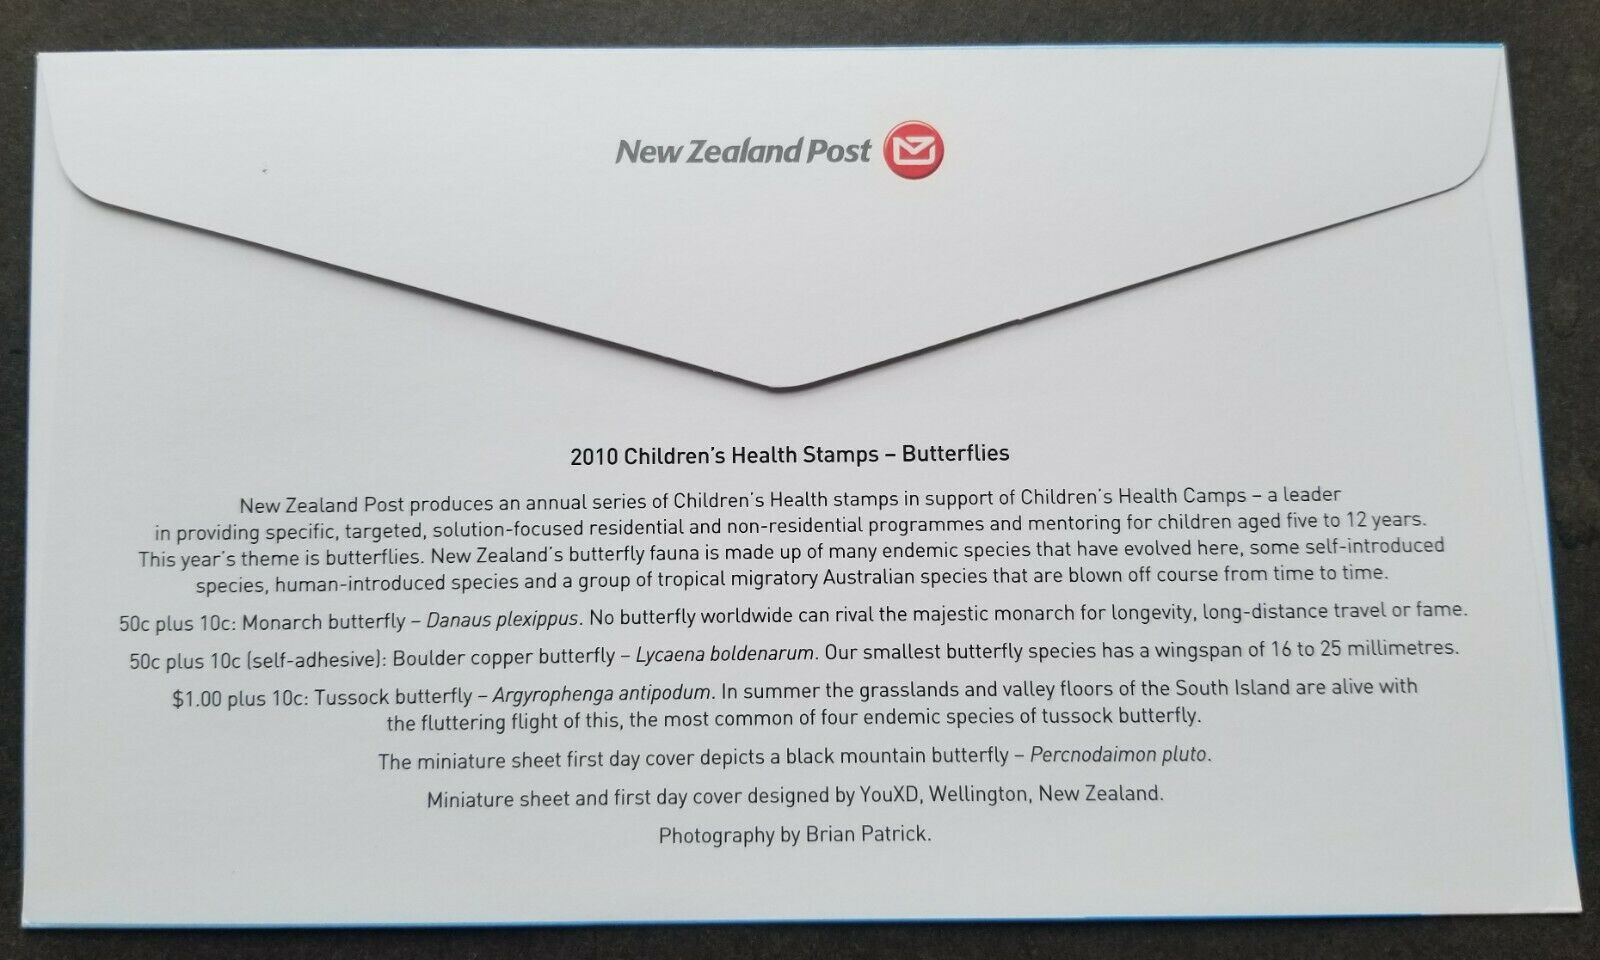 New Zealand Post
2010 Children's Health Stamps – Butterflies
New Zealand Post produces an annual series of Children's Health stamps in support of Children's Health Camps – a leader
in providing specific, targeted, solution-focused residential and non-residential programmes and mentoring for children aged five to 12 years.
This year's theme is butterflies. New Zealand's butterfly fauna is made up of many endemic species that have evolved here, some self-introduced
species, human-introduced species and a group of tropical migratory Australian species that are blown off course from time to time.
50c plus 10c: Monarch butterfly – Danaus plexippus. No butterfly worldwide can rival the majestic monarch for longevity, long-distance travel or fame.
50c plus 10c (self-adhesive): Boulder copper butterfly – Lycaena boldenarum. Our smallest butterfly species has a wingspan of 16 to 25 millimetres.
$1.00 plus 10c: Tussock butterfly – Argyrophenga antipodum. In summer the grasslands and valley floors of the South Island are alive with
the fluttering flight of this, the most common of four endemic species of tussock butterfly.
The miniature sheet first day cover depicts a black mountain butterfly – Percnodaimon pluto.
Miniature sheet and first day cover designed by YouXD, Wellington, New Zealand.
Photography by Brian Patrick.